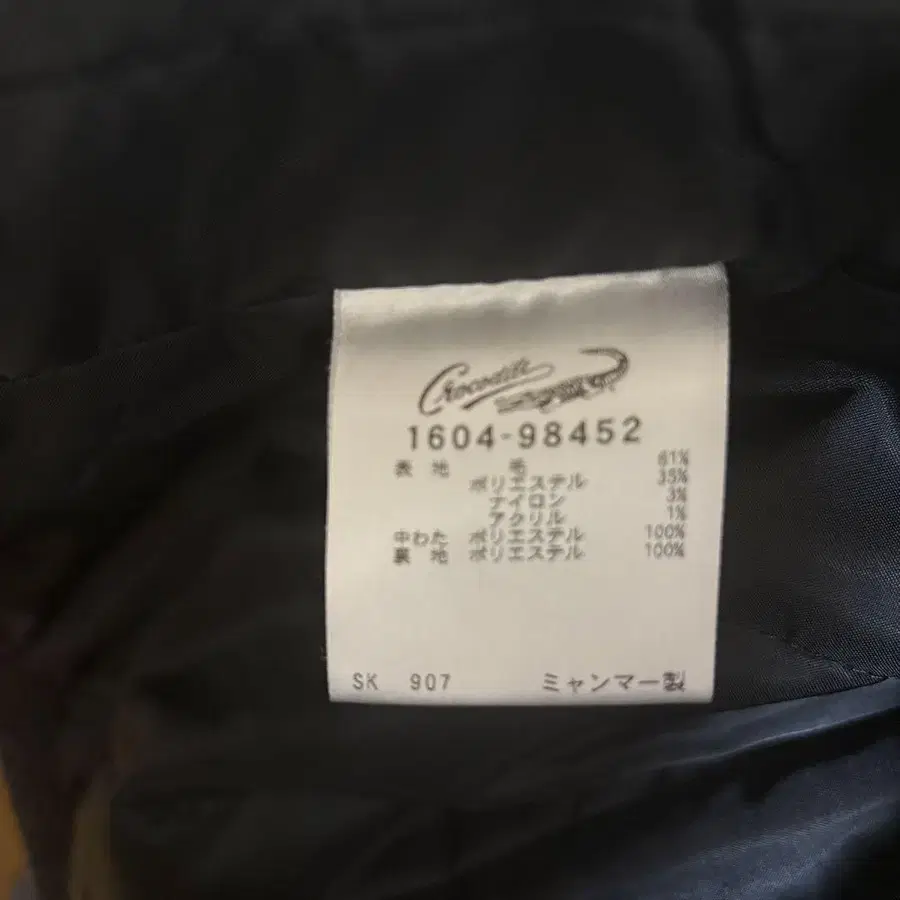 Crocodile
1604-98452
表 地 毛 61%
ポリエステル 35%
ナイロン 3%
アクリル 1%
中わた ポリエステル 100%
裏 地 ポリエステル 100%
SK 907 ミャンマー製